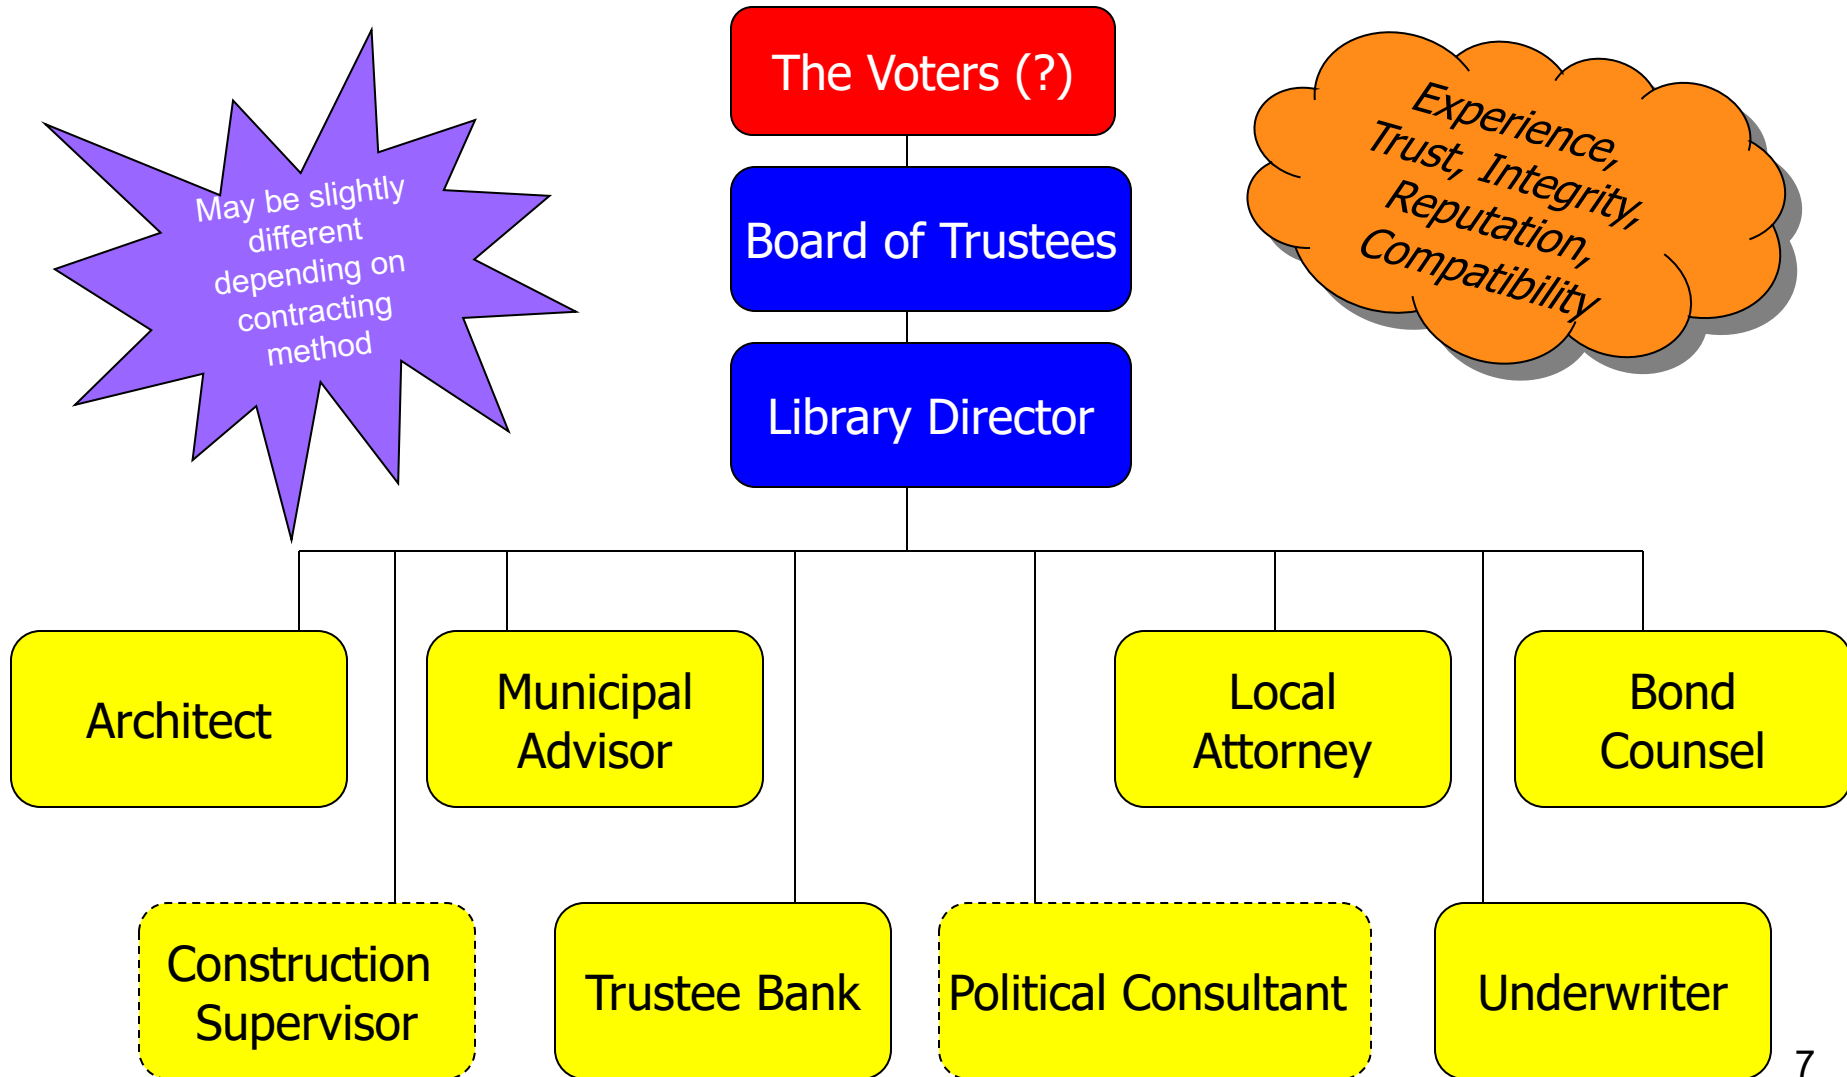 The Voters (?)
May be slightly
different
depending on
contracting
method
Experience,
Trust, Integrity,
Reputation,
Compatibility
Board of Trustees
Library Director
Architect
Municipal
Advisor
Local
Attorney
Bond
Counsel
Construction
Supervisor
Trustee Bank
Political Consultant
Underwriter
7